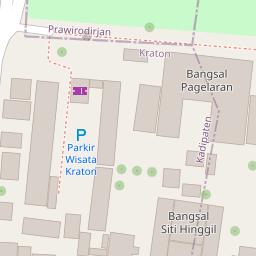 Prawirodirjan
Kraton
Bangsal
Pagelaran
Kadipaten
P
Parkir
Wisata
Kraton
Bangsal
Siti Hinggil